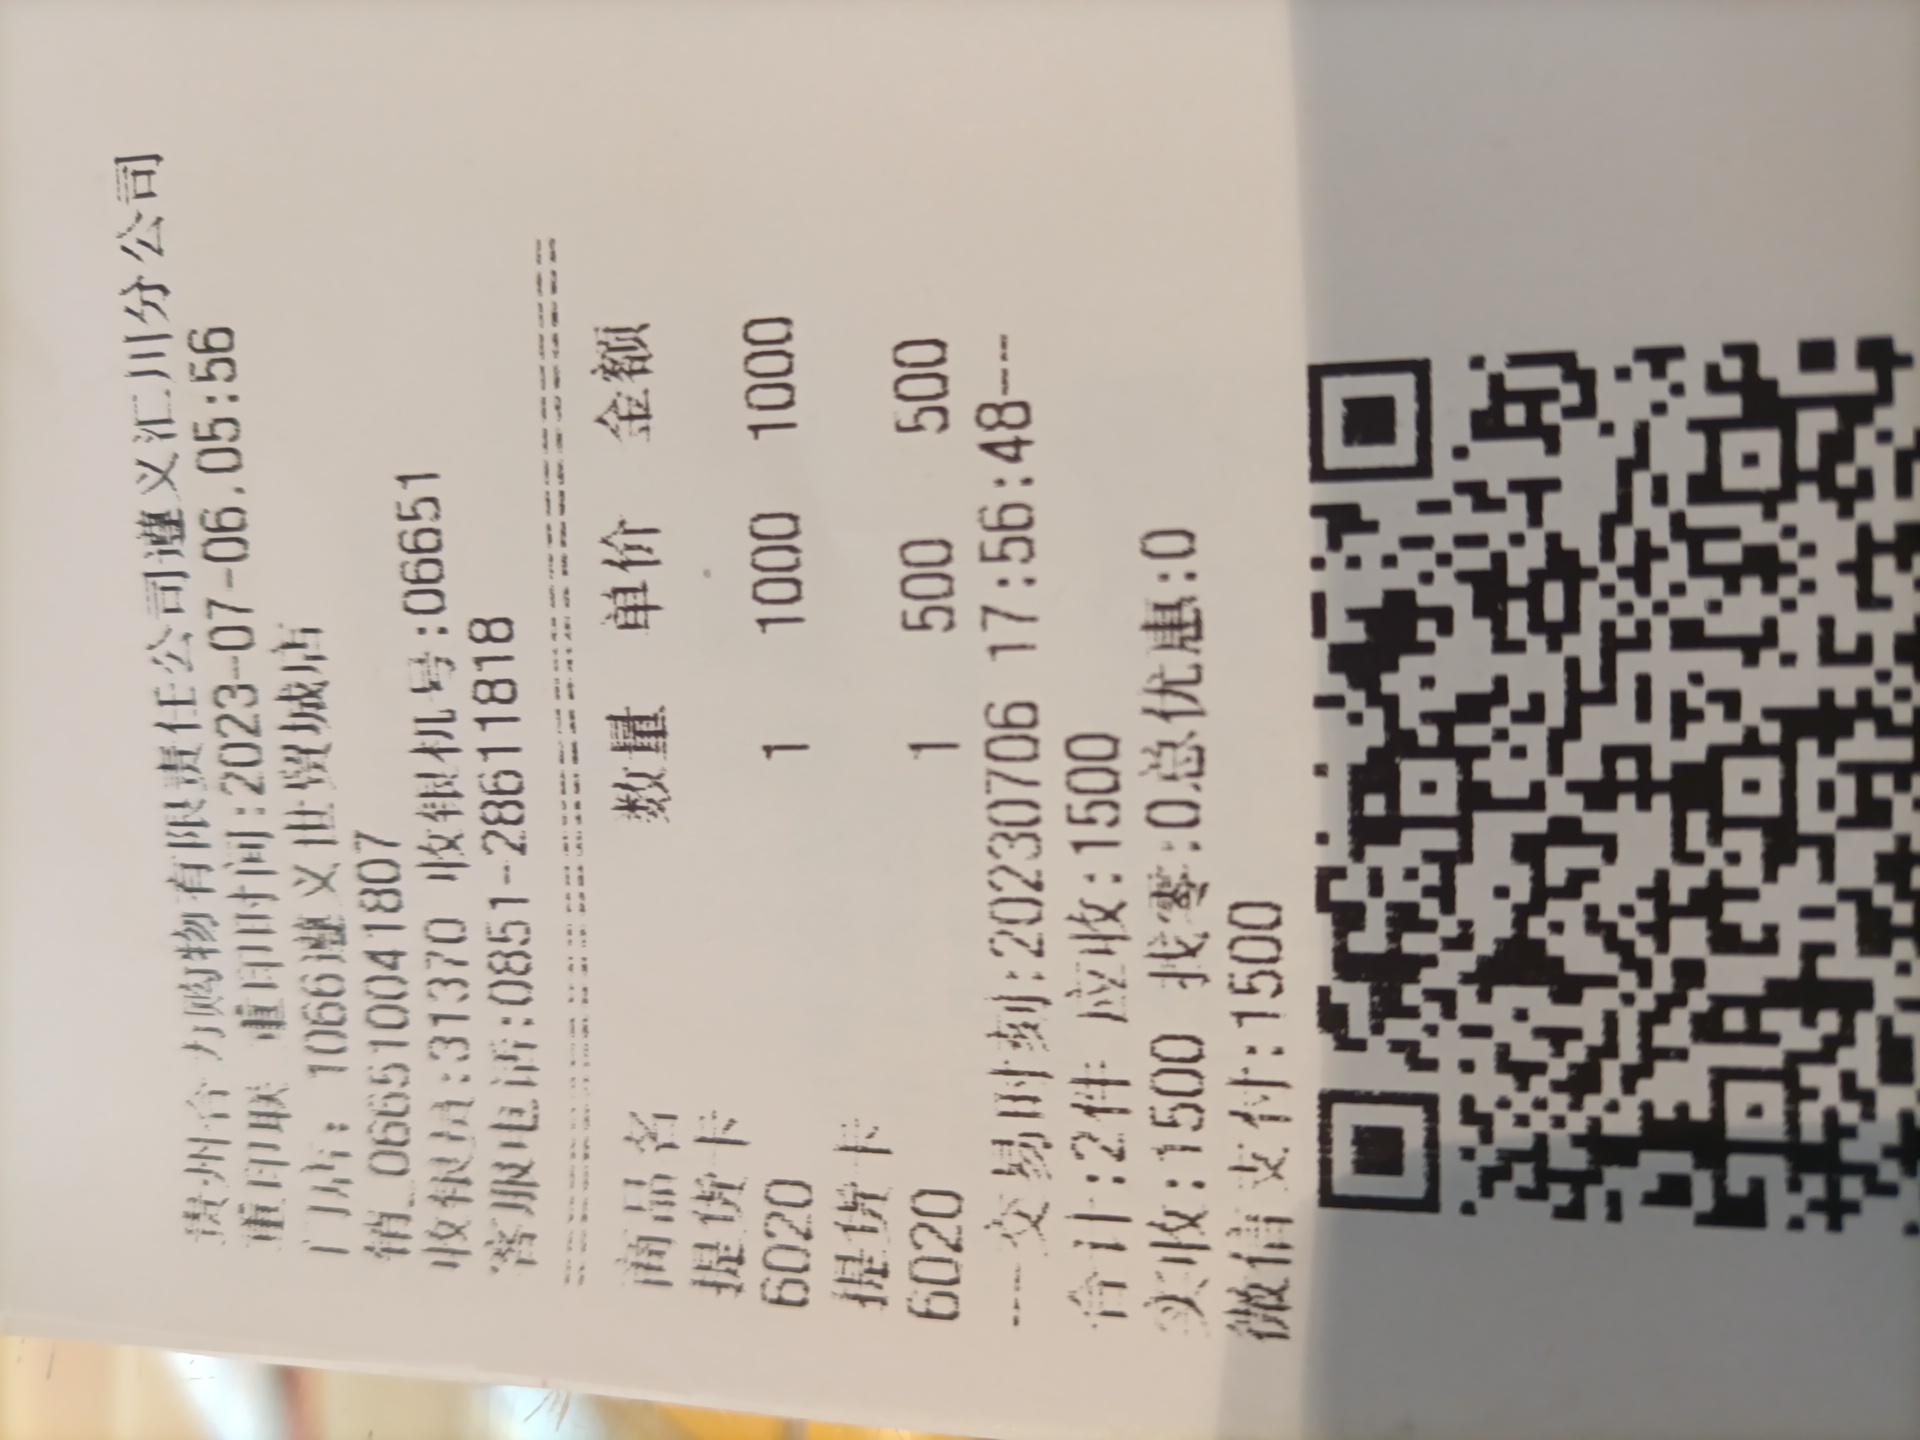 贵州合力购物有限责任公司遵义汇川分公司
重印联 重印时间:2023-07-06.05:56
门店: 1066遵义世贸城店
销_066510041807
收银员:31370 收银机号:06651
客服电话:0851-28611818
================================
商品名 数量 单价 金额
提货卡
6020 1 1000 1000
提货卡
6020 1 500 500
----交易时刻:20230706 17:56:48---
合计:2件 应收:1500
实收:1500 找零:0总优惠:0
微信支付:1500